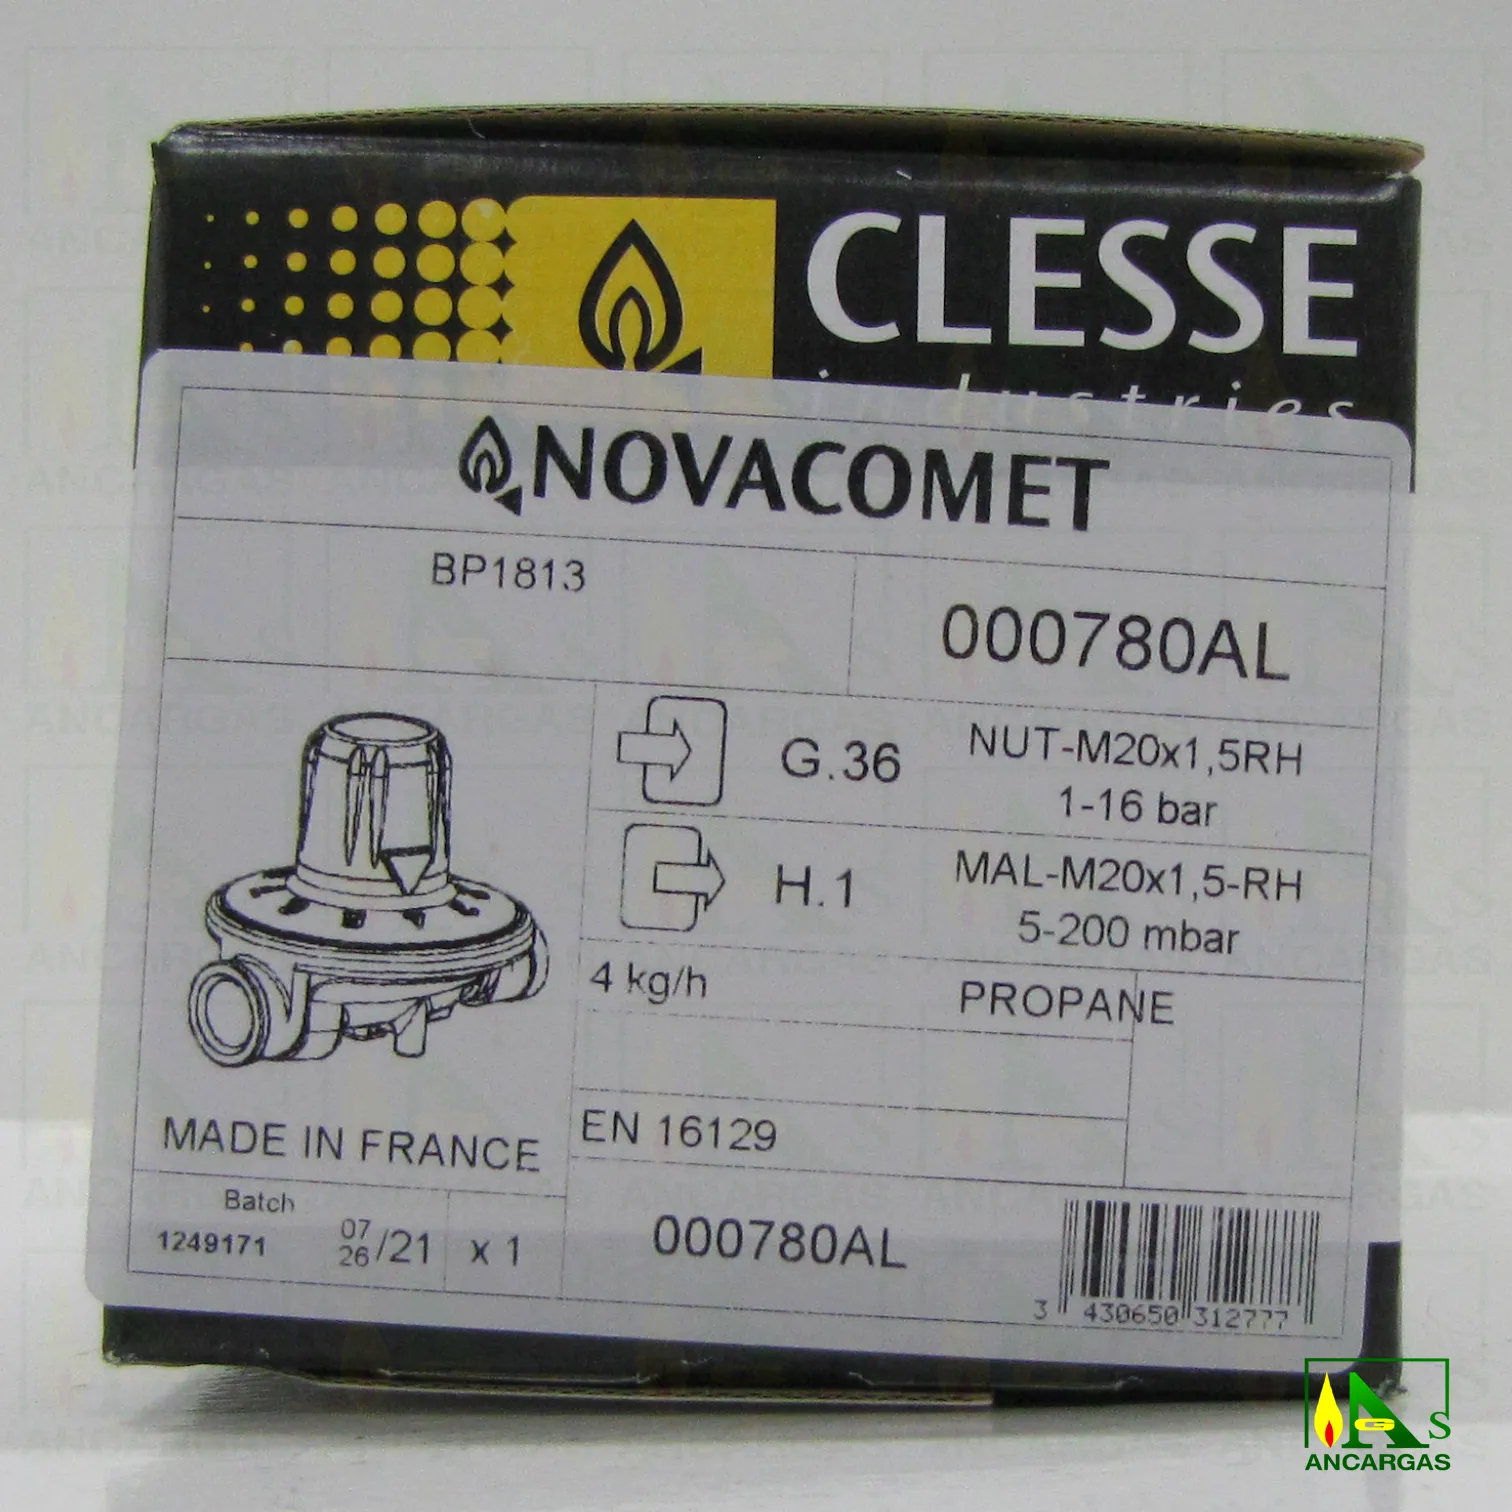 CLESSE
industries
NOVACOMET
BP1813
000780AL
G.36
NUT-M20x1,5RH
1-16 bar
H.1
MAL-M20x1,5-RH
5-200 mbar
4 kg/h
PROPANE
MADE IN FRANCE
EN 16129
Batch
1249171
07
26 /21
x 1
000780AL
3 430650 312777
AGS
ANCARGAS